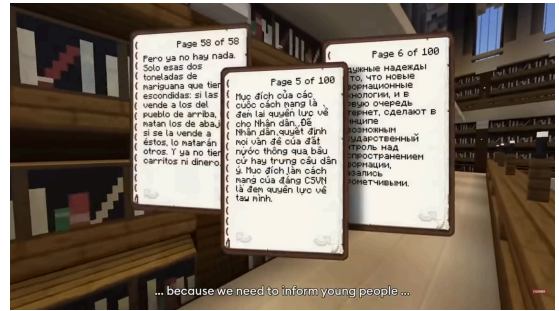 Page 58 of 58
Pero ya no hay nada.
Solo esas dos
toneladas de
mariguana que tien
escondidas: si las
vende a los del
pueblo de arriba,
matan los de abaj
si se la vende a
éstos, lo matarán
otros. Y ya no tien
carritos ni dinero.
Page 5 of 100
Mục đích của các
cuộc cách mạng là
đem lại quyền lực về
cho Nhân dân. Để
Nhân dân quyết định
mọi vấn đề của đất
nước thông qua bầu
cử hay trưng cầu dân
ý. Mục đích làm cách
mạng của đảng CSVN
là đem quyền lực về
tay mình.
Page 6 of 100
надежды
то, что новые
формационные
хнологии, и в
рвую очередь
тернет, сделают в
инципе
возможным
сударственный
нтроль над
спространением
формации,
азались
рометчивыми.
... because we need to inform young people ...